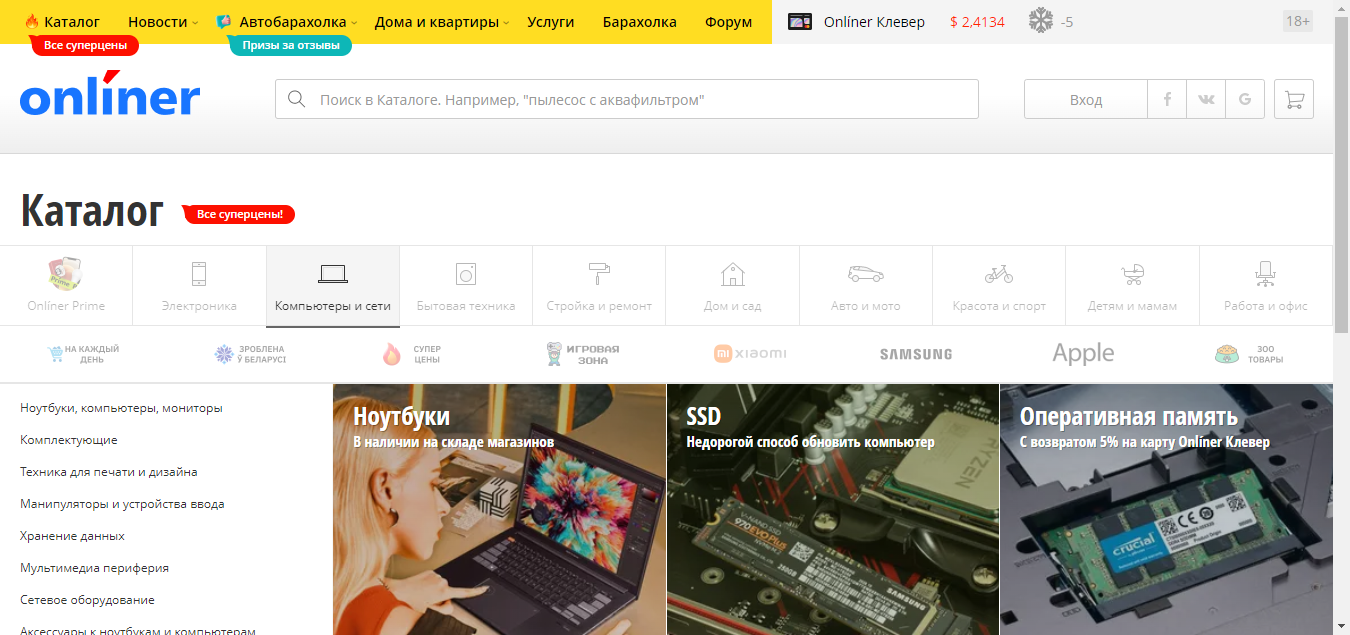 Каталог
Новости
Автобарахолка
Дома и квартиры
Услуги
Барахолка
Форум
Onlíner Клевер
$ 2,4134
-5
18+
Все суперцены
Призы за отзывы
onlíner
Поиск в Каталоге. Например, "пылесос с аквафильтром"
Вход
f
G
Каталог
Все суперцены!
Prime
Onlíner Prime
Электроника
Компьютеры и сети
Бытовая техника
Стройка и ремонт
Дом и сад
Авто и мото
Красота и спорт
Детям и мамам
Работа и офис
НА КАЖДЫЙ
ДЕНЬ
ЗРОБЛЕНА
Ў БЕЛАРУСІ
СУПЕР
ЦЕНЫ
ИГРОВАЯ
ЗОНА
mi xiaomi
SAMSUNG
Apple
ЗОО
ТОВАРЫ
Ноутбуки, компьютеры, мониторы
Комплектующие
Техника для печати и дизайна
Манипуляторы и устройства ввода
Хранение данных
Мультимедиа периферия
Сетевое оборудование
Аксессуары к ноутбукам и компьютерам
Ноутбуки
В наличии на складе магазинов
SSD
Недорогой способ обновить компьютер
RYZEN
V-NAND SSD
970 EVO Plus
250GB
SAMSUNG
Оперативная память
С возвратом 5% на карту Onlíner Клевер
crucial